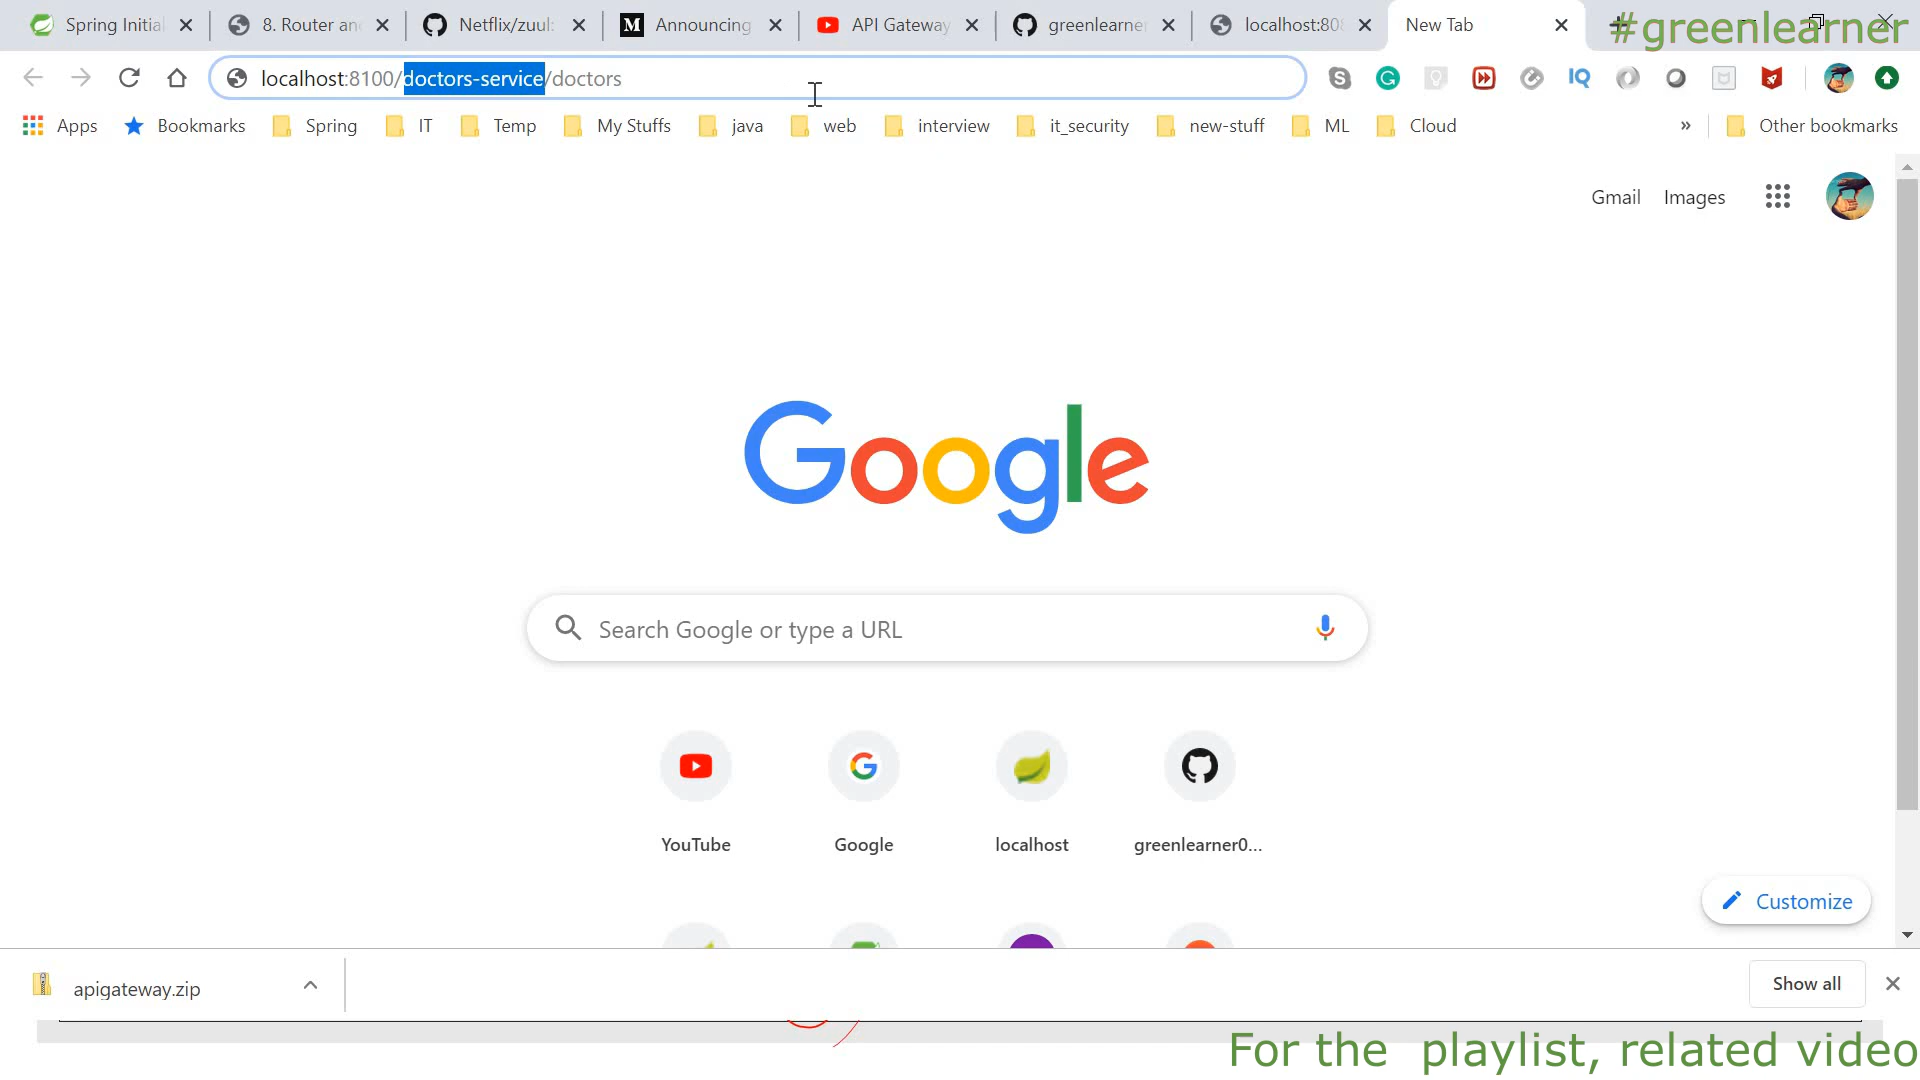 Spring Initial
8. Router an
Netflix/zuul:
M Announcing
API Gateway
greenlearner
localhost:808
New Tab
#greenlearner
localhost:8100/doctors-service/doctors
Apps Bookmarks Spring IT Temp My Stuffs java web interview it_security new-stuff ML Cloud » Other bookmarks
Gmail Images
Google
Search Google or type a URL
YouTube Google localhost greenlearner0...
Customize
apigateway.zip
Show all
For the playlist, related video